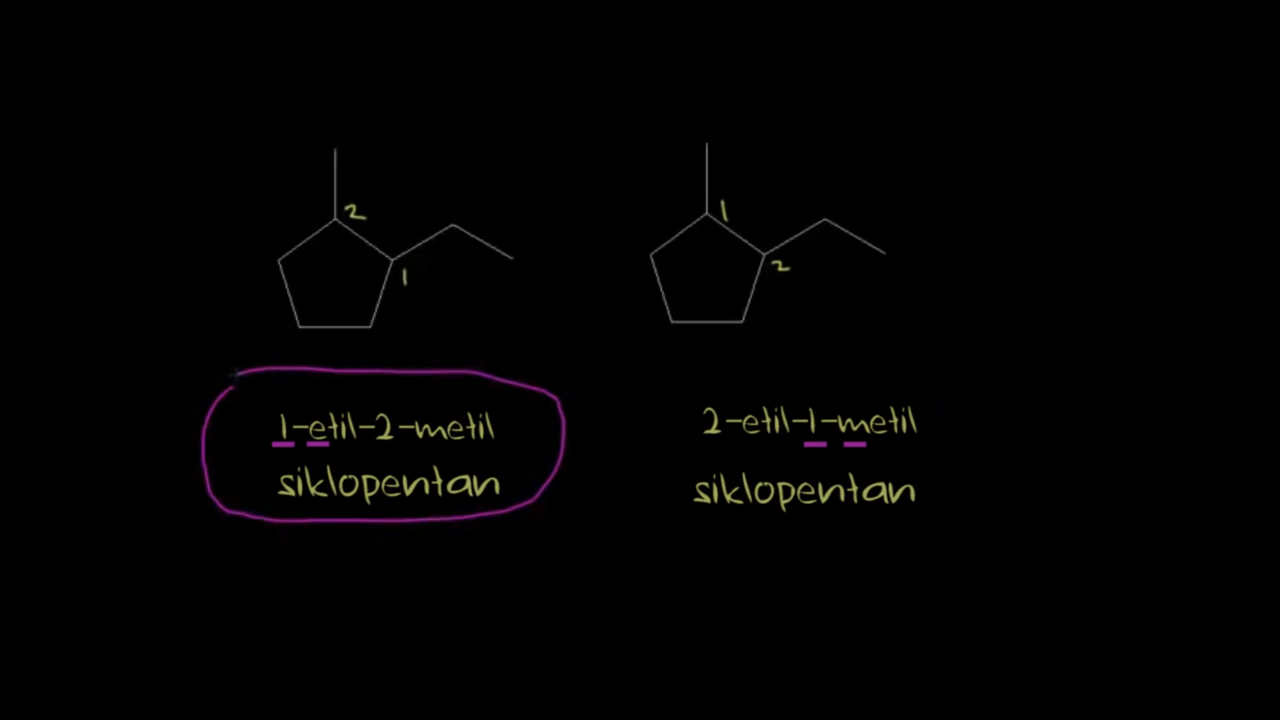 2
1
1
2
1-etil-2-metil
siklopentan
2-etil-1-metil
siklopentan